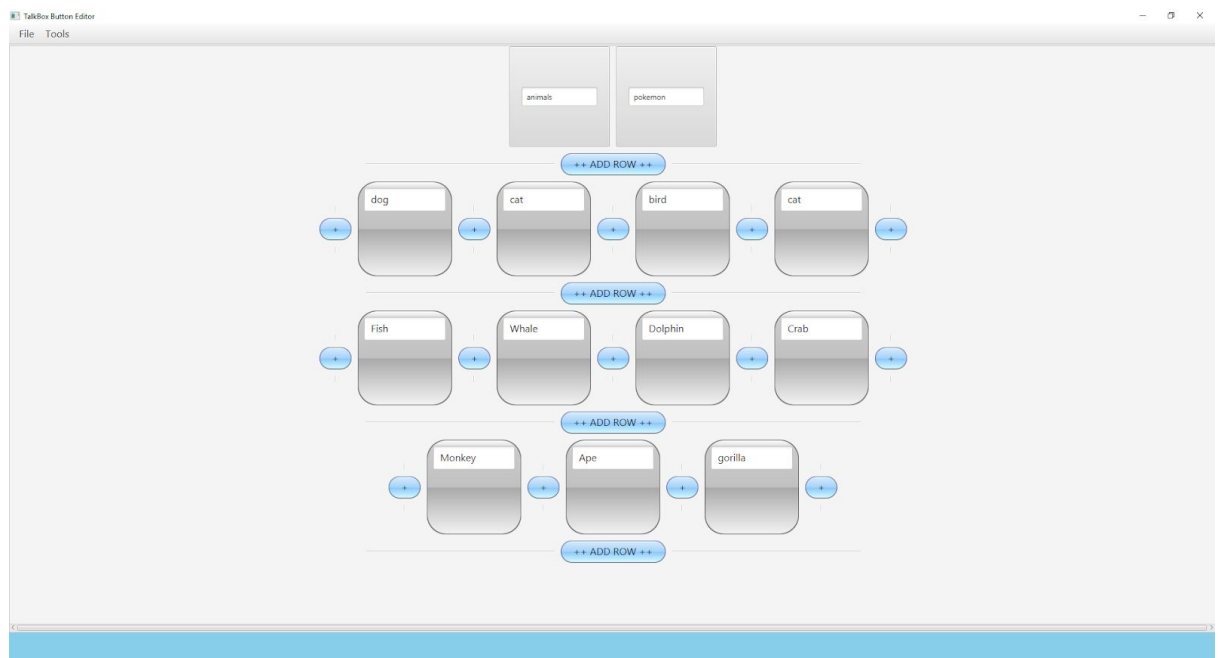 TalkBox Button Editor
File Tools
animals pokemon
++ ADD ROW ++
dog cat bird cat
+ + + + +
++ ADD ROW ++
Fish Whale Dolphin Crab
+ + + + +
++ ADD ROW ++
Monkey Ape gorilla
+ + + +
++ ADD ROW ++